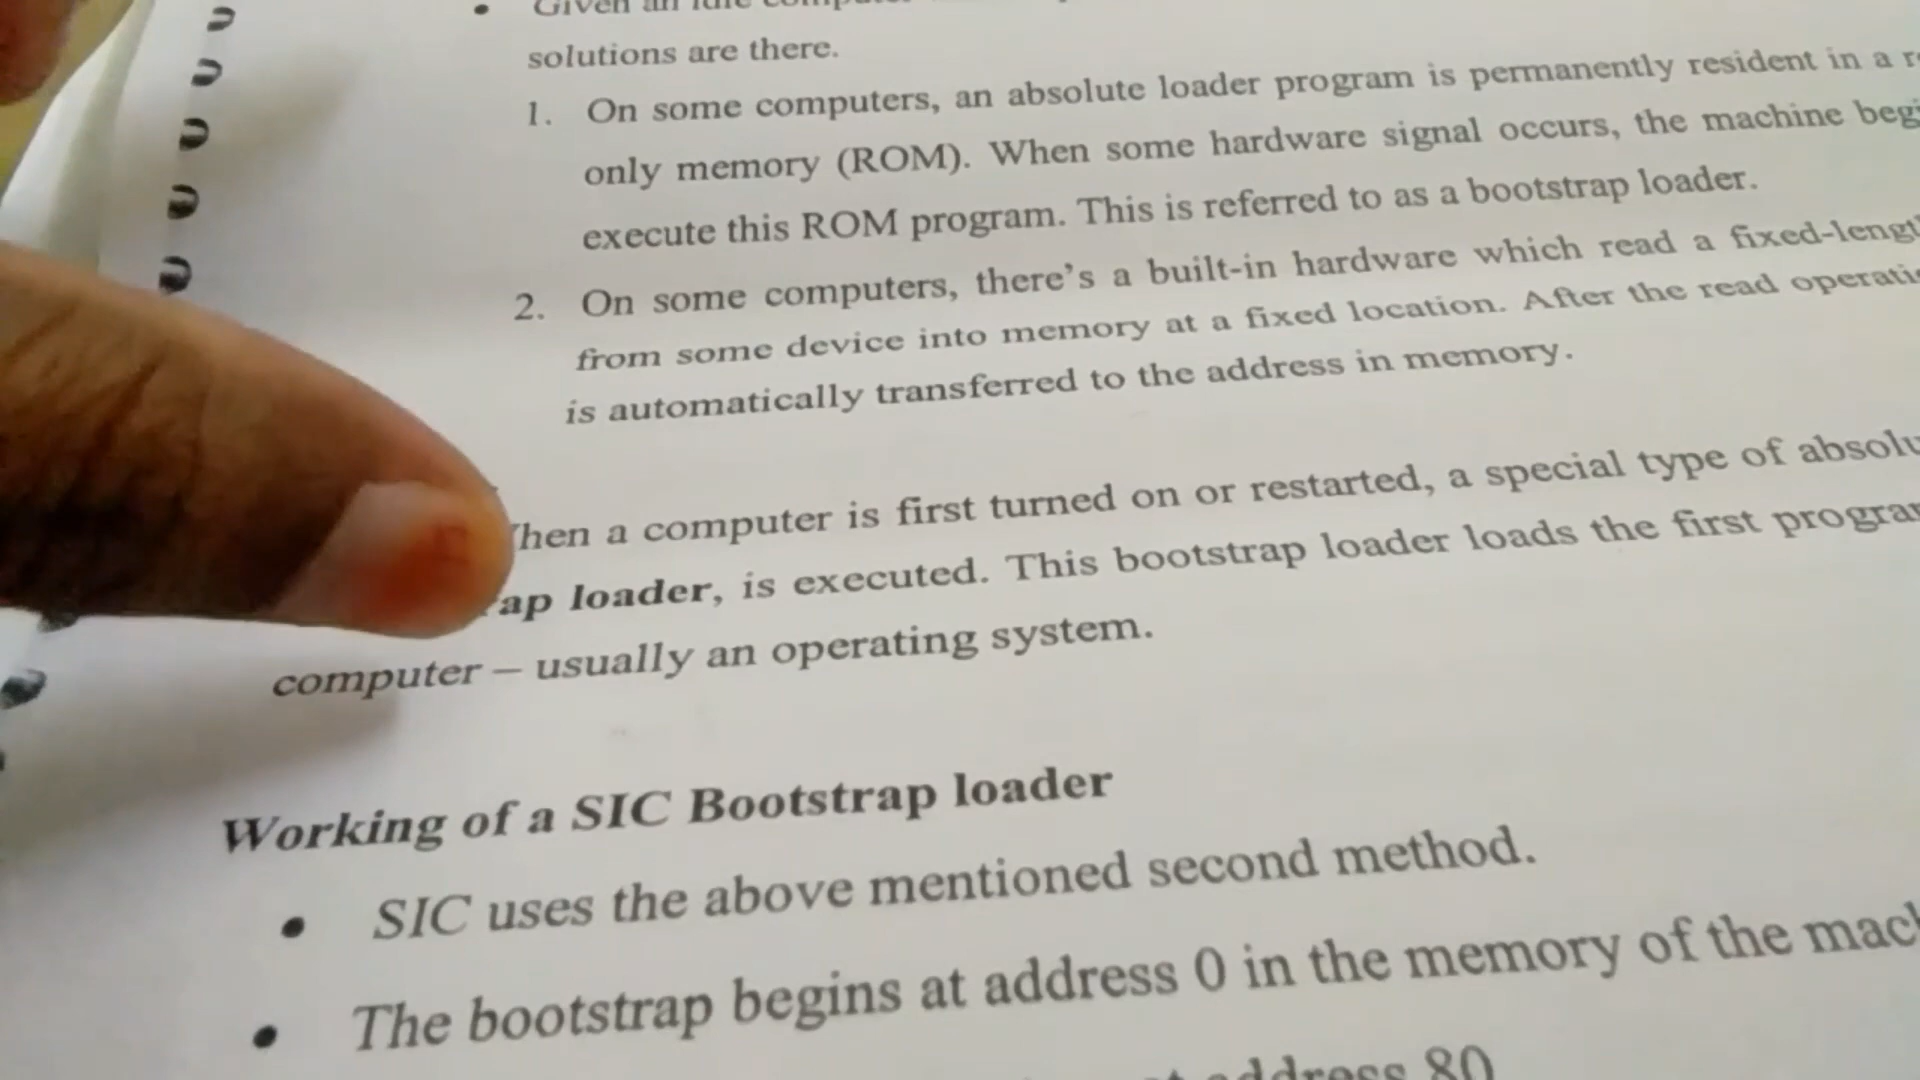 • Given an idle
solutions are there.
1. On some computers, an absolute loader program is permanently resident in a
only memory (ROM). When some hardware signal occurs, the machine
execute this ROM program. This is referred to as a bootstrap loader.
2. On some computers, there's a built-in hardware which read a
from some device into memory at a fixed location. After the read
is automatically transferred to the address in memory.
a computer is first turned on or restarted, a special type of
loader, is executed. This bootstrap loader loads the first
computer – usually an operating system.
Working of a SIC Bootstrap loader
• SIC uses the above mentioned second method.
• The bootstrap begins at address 0 in the memory of the
address 80